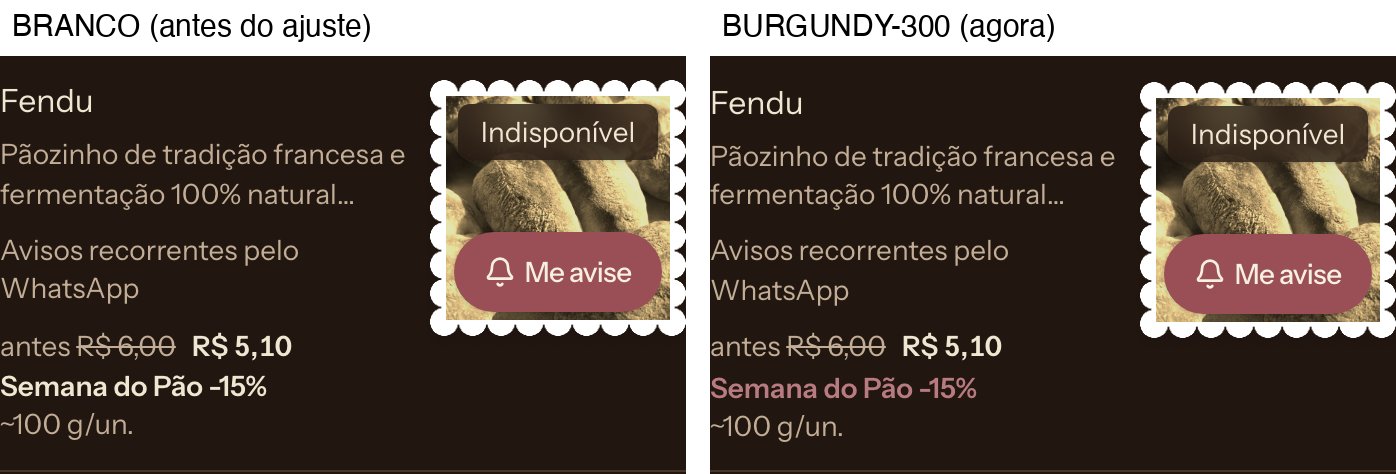 BRANCO (antes do ajuste)
Fendu
Indisponível
Pãozinho de tradição francesa e
fermentação 100% natural...
Avisos recorrentes pelo
WhatsApp
Me avise
antes R$ 6,00 R$ 5,10
Semana do Pão -15%
~100 g/un.
BURGUNDY-300 (agora)
Fendu
Indisponível
Pãozinho de tradição francesa e
fermentação 100% natural...
Avisos recorrentes pelo
WhatsApp
Me avise
antes R$ 6,00 R$ 5,10
Semana do Pão -15%
~100 g/un.